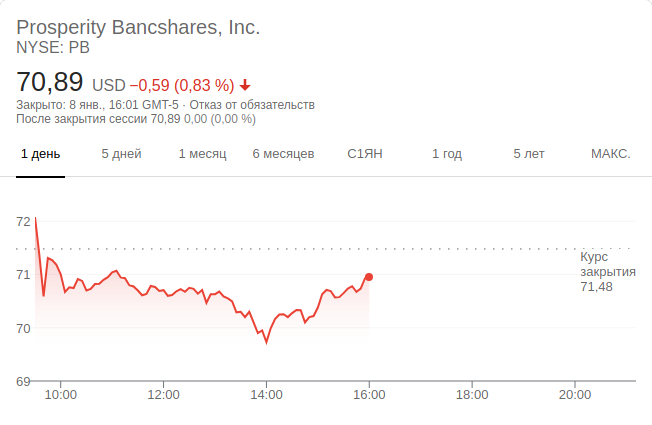 Prosperity Bancshares, Inc.
NYSE: PB
70,89 USD −0,59 (0,83 %)
Закрыто: 8 янв., 16:01 GMT-5 · Отказ от обязательств
После закрытия сессии 70,89 0,00 (0,00 %)
1 день 5 дней 1 месяц 6 месяцев С1ЯН 1 год 5 лет МАКС.
72
Курс
закрытия
71,48
71
70
69
10:00 12:00 14:00 16:00 18:00 20:00